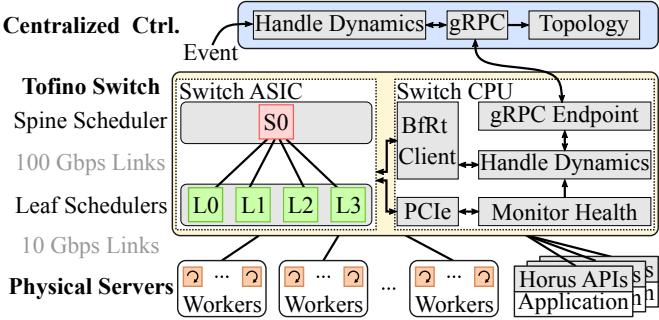 Centralized Ctrl.
Handle Dynamics
gRPC
Topology
Event
Tofino Switch
Switch ASIC
Switch CPU
Spine Scheduler
S0
BfRt
Client
gRPC Endpoint
100 Gbps Links
Handle Dynamics
Leaf Schedulers
L0 L1 L2 L3
PCIe
Monitor Health
10 Gbps Links
Physical Servers
... Workers
... Workers
...
... Workers
Horus APIs
Application
s
s
n
n